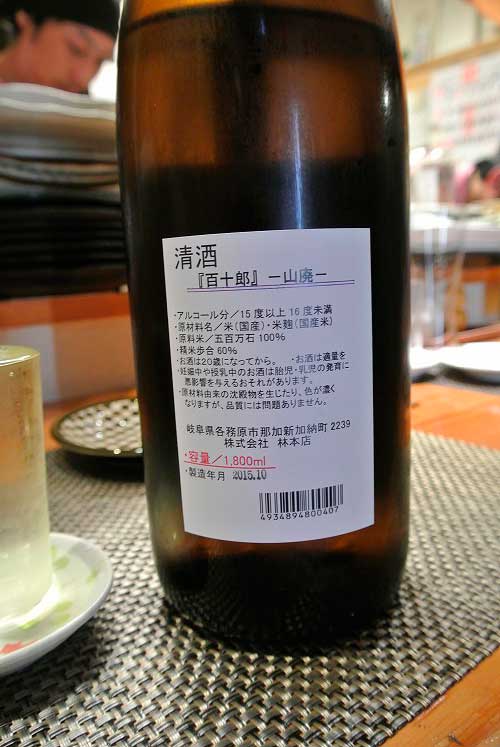 清酒
『百十郎』 －山廃－
・アルコール分／15度以上16度未満
・原材料名／米（国産）・米麹（国産米）
・原料米／五百万石 100％
・精米歩合 60％
・お酒は20歳になってから。 ・お酒は適量を
・妊娠中や授乳中のお酒は胎児・乳児の発育に
悪影響を与えるおそれがあります。
・原材料由来の沈殿物を生じたり、色が濃く
なりますが、品質には問題ありません。
岐阜県各務原市那加新加納町 2239
株式会社 林本店
・容量／1,800ml
・製造年月 2015.10
4934894800407